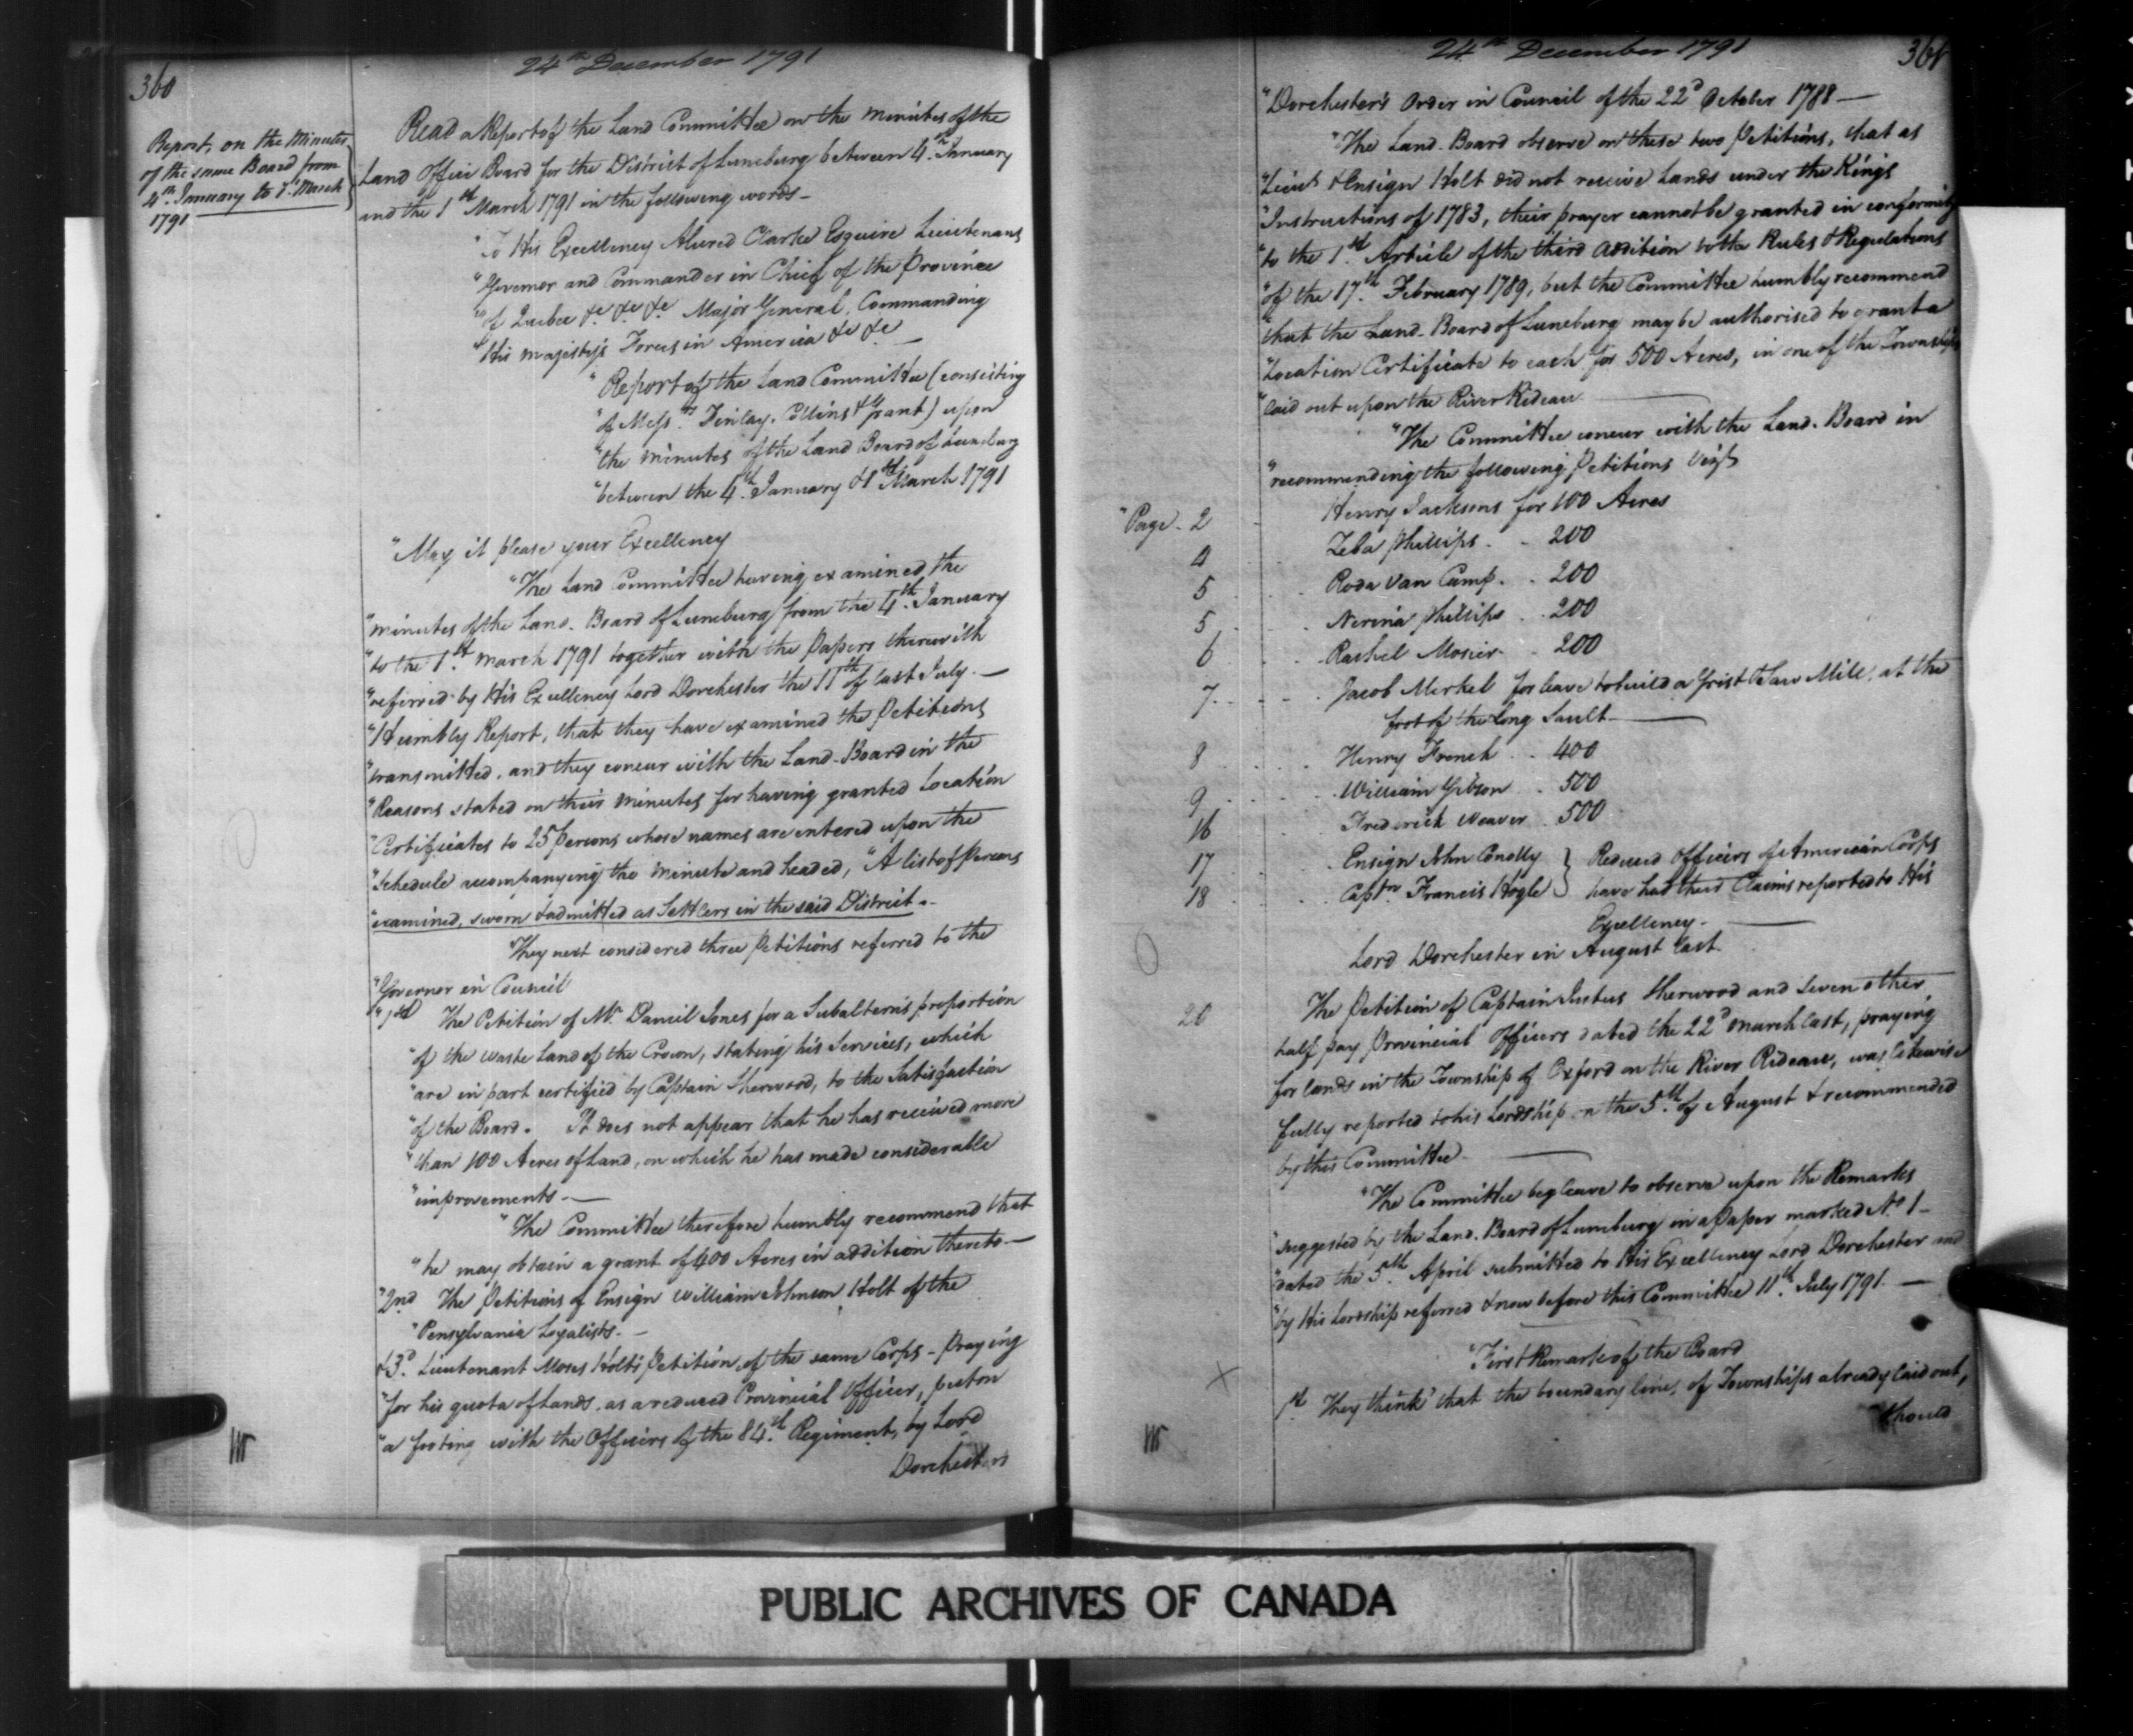 360
24th December 1791
Report, on the Minutes
of the same Board from
4th January to 1st March
1791
Read a Report of the Land Committee on the minutes of the
Land Office Board for the District of Luneburg between 4th January
and the 1st March 1791 in the following words -
"To His Excellency Alured Clarke Esquire Lieutenant
"Governor and Commander in Chief of the Province
"of Quebec &c &c &c Major General, Commanding
"His majesty's Forces in America &c &c -
"Report of the Land Committee (consisting
"of Messrs Finlay, Collins & Grant) upon
"the minutes of the Land Board of Luneburg
"between the 4th January & 1st March 1791
"May it please your Excellency
"The Land Committee having examined the
"minutes of the Land Board of Luneburg from the 4th January
"to the 1st March 1791 together with the Papers therewith
"referred by His Excellency Lord Dorchester the 11th of last July. -
"Humbly Report, that they have examined the Petitions
"transmitted, and they concur with the Land-Board in the
"Reasons stated on their minutes for having granted Location
"Certificates to 25 Persons whose names are entered upon the
"Schedule accompanying the minute and headed, "A list of Persons
"examined, sworn & admitted as Settlers in the said District. -
"They next considered three Petitions referred to the
"Governor in Council
"1st The Petition of Mr Daniel Jones for a Subaltern's proportion
"of the waste Land of the Crown, stating his Services, which
"are in part certified by Captain Sherwood, to the Satisfaction
"of the Board. It does not appear that he has received more
"than 100 Acres of Land, on which he has made considerable
"improvements -
"The Committee therefore humbly recommend that
"he may obtain a grant of 400 Acres in addition thereto -
"2nd The Petitions of Ensign William Johnson Holt of the
"Pensylvania Loyalists. -
&3d Lieutenant Moses Holt's Petition of the same Corps - Praying
"for his quota of Lands, as a reduced Provincial Officer, put on
"a footing with the Officers of the 84th Regiment, by Lord
Dorchesters
24th December 1791
361
"Dorchester's Order in Council of the 22d October 1788 -
"The Land-Board observe on these two Petitions, that as
"Lieut & Ensign Holt did not receive Lands under the King's
"Instructions of 1783, their prayer cannot be granted in conformity
"to the 1st Article of the third addition to the Rules & Regulations
"of the 17th February 1789, but the Committee humbly recommend
"that the Land-Board of Luneburg may be authorised to grant a
"Location Certificate to each for 500 Acres, in one of the Townships
"laid out upon the River Rideau
"The Committee concur with the Land-Board in
"recommending the following Petitions Vizt
"Page 2 Henry Jacksons for 100 Acres
4 Zeba Phillips 200
5 Roda Van Camp 200
5 Nerina Phillips 200
6 Rachel Mosier 200
7 Jacob Merkel for leave to build a Grist & Saw Mill, at the
foot of the Long Sault
8 Henry French 400
9 William Gibson 500
16 Frederick Weaver 500
17 Ensign John Conolly } Reduced Officers of American Corps
18 Captn Francis Hogle } have had their Claims reported to His
Excellency -
Lord Dorchester in August last
20 The Petition of Captain Justus Sherwood and seven other
half pay Provincial Officers dated the 22d March last, praying
for lands in the Township of Oxford on the River Rideau, was likewise
fully reported to his Lordship on the 5th of August & recommended
by this Committee -
"The Committee beg leave to observe upon the Remarks
"suggested by the Land-Board of Luneburg in a Paper marked No 1 -
"dated the 5th April submitted to His Excellency Lord Dorchester and
"by His Lordship referred & now before this Committee 11th July 1791. -
"First Remark of the Board
1st They think that the boundary lines of Townships already laid out,
Should
PUBLIC ARCHIVES OF CANADA